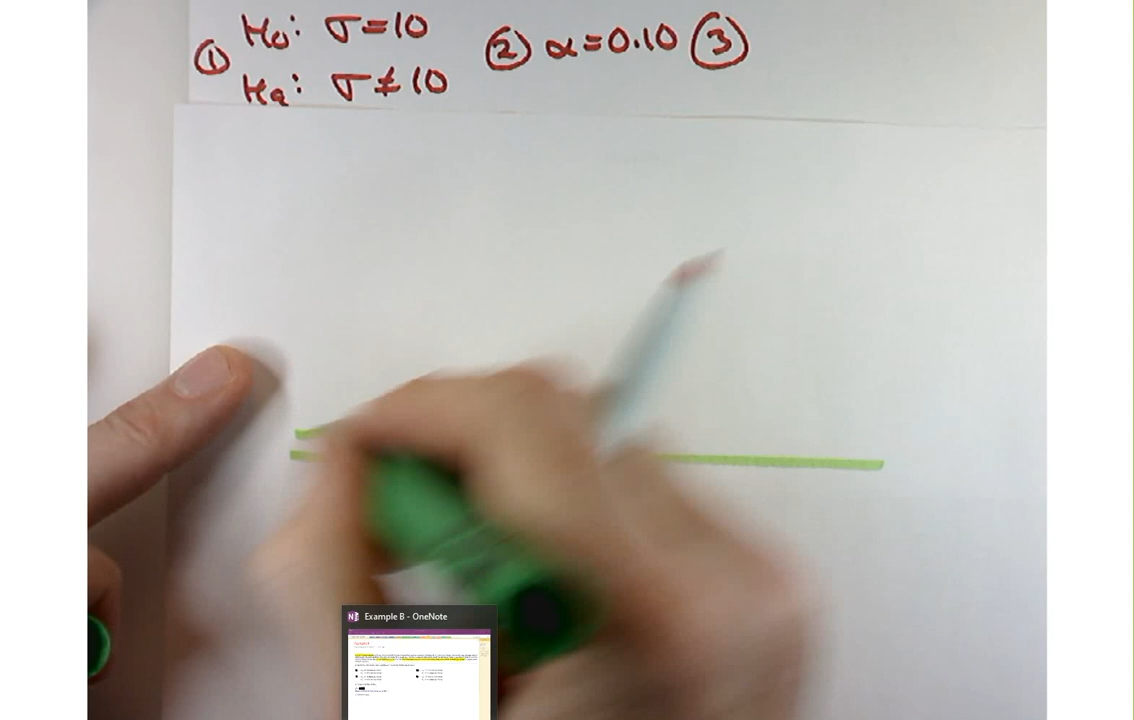 ① H₀: σ=10
Hₐ: σ≠10
② α=0.10 ③
Example B - OneNote